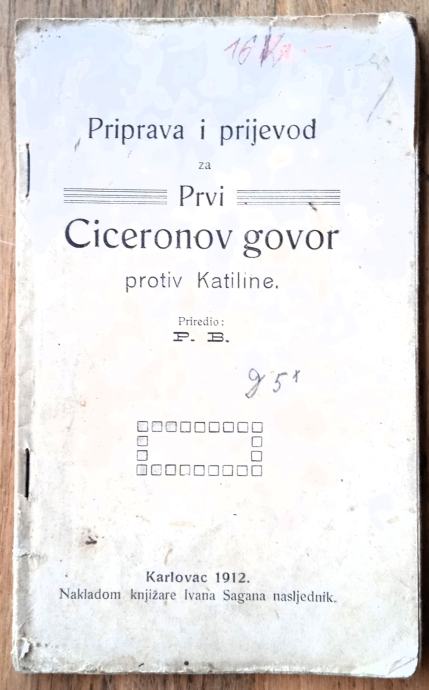 Priprava i prijevod
za
Prvi
Ciceronov govor
protiv Katiline.
Priredio:
P. B.
Karlovac 1912.
Nakladom knjižare Ivana Sagana nasljednik.